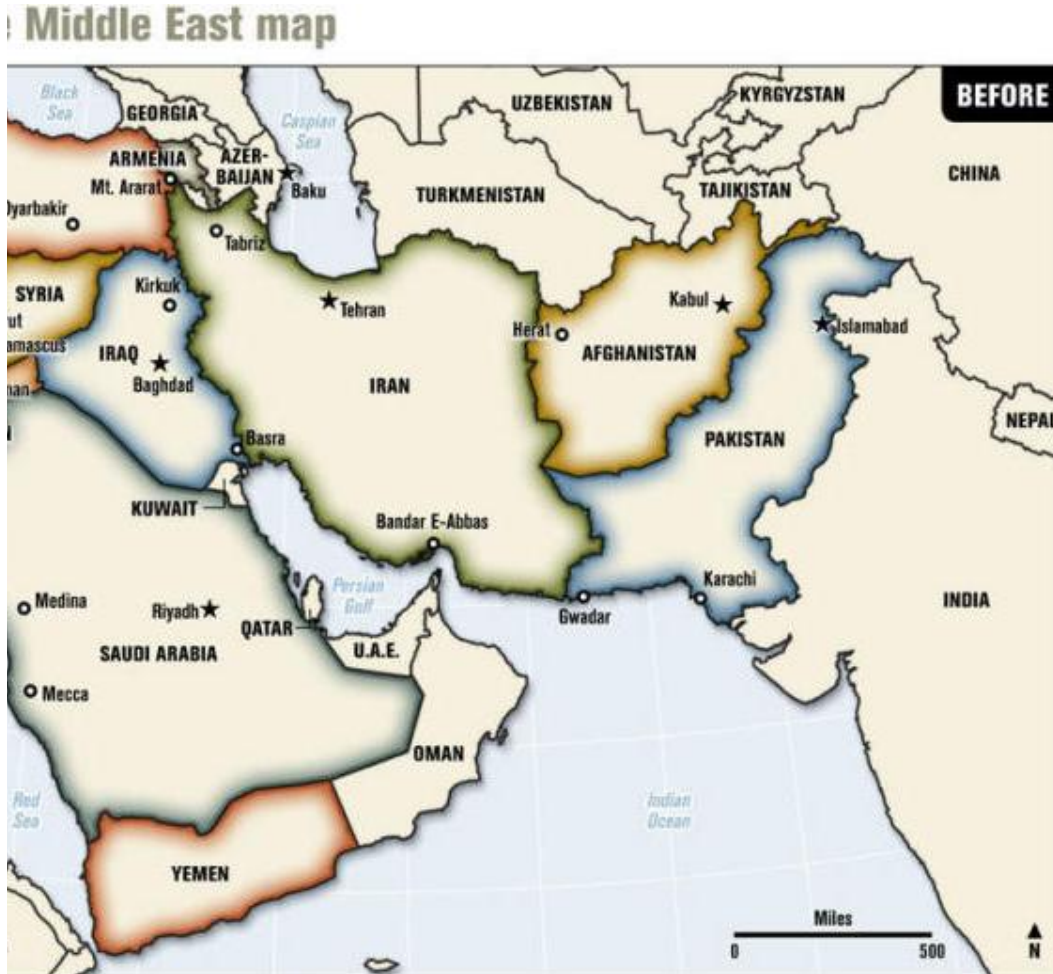 Middle East map
BEFORE
Black
Sea
GEORGIA
Caspian
Sea
UZBEKISTAN
KYRGYZSTAN
ARMENIA
AZER-
BAIJAN
Mt. Ararat
Baku
TURKMENISTAN
TAJIKISTAN
CHINA
Dyarbakir
Tabriz
SYRIA
Kirkuk
Tehran
Kabul
Herat
Islamabad
amascus
IRAQ
Baghdad
AFGHANISTAN
IRAN
NEPAL
Basra
PAKISTAN
KUWAIT
Bandar E-Abbas
Persian
Gulf
Karachi
Gwadar
INDIA
Medina
Riyadh
QATAR
U.A.E.
SAUDI ARABIA
Mecca
OMAN
Red
Sea
Indian
Ocean
YEMEN
Miles
0 500
N